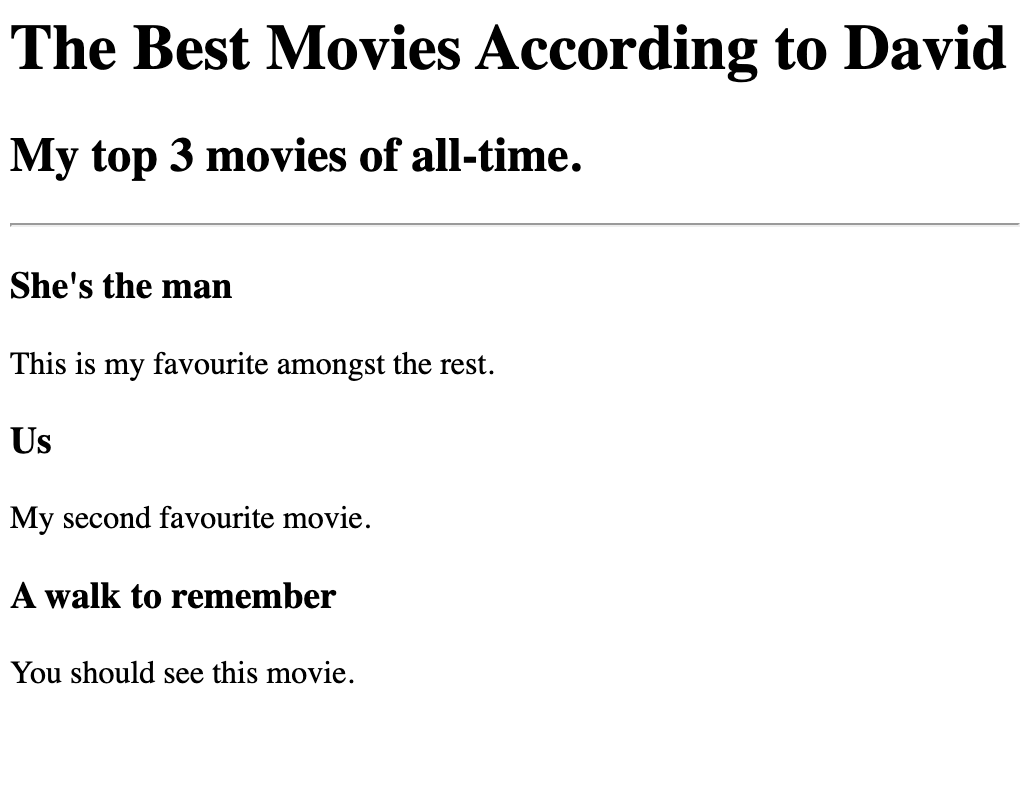 The Best Movies According to David
My top 3 movies of all-time.
She's the man
This is my favourite amongst the rest.
Us
My second favourite movie.
A walk to remember
You should see this movie.